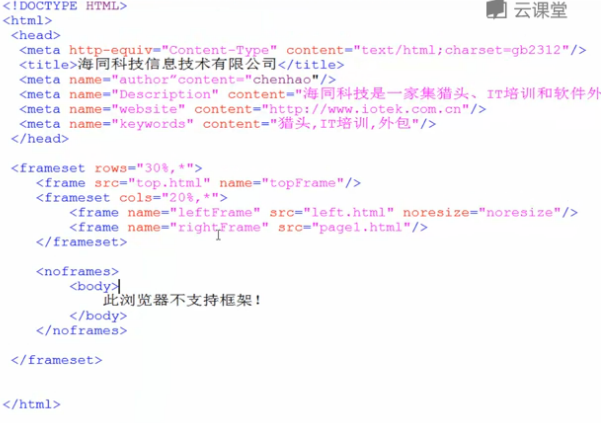 <!DOCTYPE HTML>
云课堂
<html>
<head>
<meta http-equiv="Content-Type" content="text/html;charset=gb2312"/>
<title>海同科技信息技术有限公司</title>
<meta name="author"content="chenhao"/>
<meta name="Description" content="海同科技是一家集猎头、IT培训和软件外
<meta name="website" content="http://www.iotek.com.cn"/>
<meta name="keywords" content="猎头,IT培训,外包"/>
</head>
<frameset rows="30%,*">
<frame src="top.html" name="topFrame"/>
<frameset cols="20%,*">
<frame name="leftFrame" src="left.html" noresize="noresize"/>
<frame name="rightFrame" src="page1.html"/>
</frameset>
<noframes>
<body>
此浏览器不支持框架！
</body>
</noframes>
</frameset>
</html>